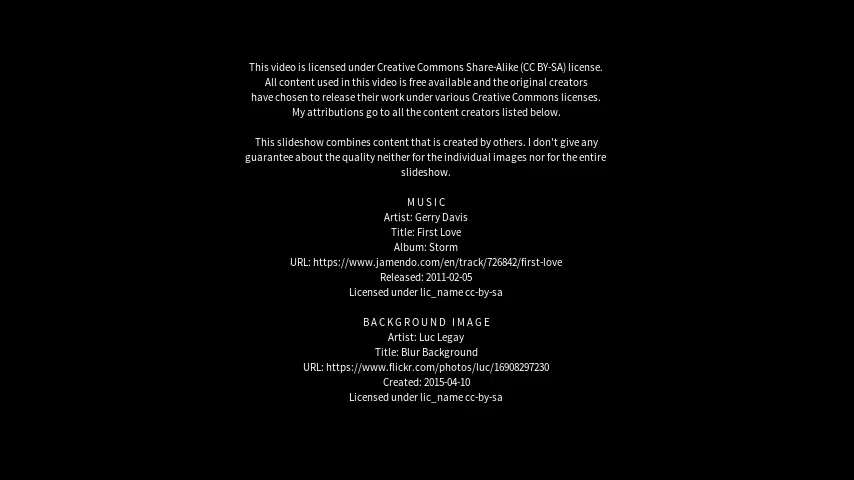 This video is licensed under Creative Commons Share-Alike (CC BY-SA) license.
All content used in this video is free available and the original creators
have chosen to release their work under various Creative Commons licenses.
My attributions go to all the content creators listed below.
This slideshow combines content that is created by others. I don't give any
guarantee about the quality neither for the individual images nor for the entire
slideshow.
MUSIC
Artist: Gerry Davis
Title: First Love
Album: Storm
URL: https://www.jamendo.com/en/track/726842/first-love
Released: 2011-02-05
Licensed under lic_name cc-by-sa
BACKGROUND IMAGE
Artist: Luc Legay
Title: Blur Background
URL: https://www.flickr.com/photos/luc/16908297230
Created: 2015-04-10
Licensed under lic_name cc-by-sa